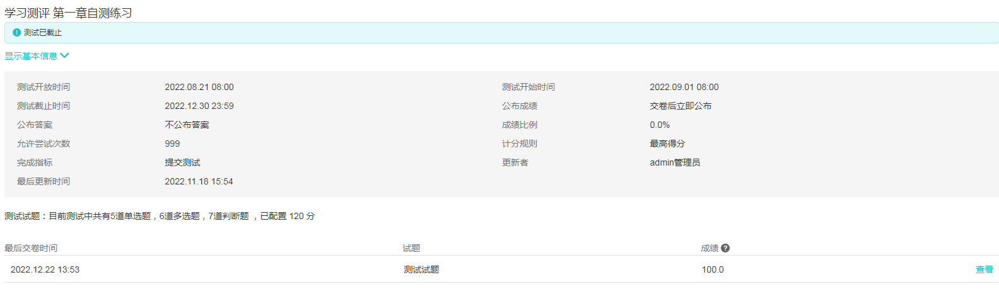 学习测评 第一章自测练习
测试已截止
显示基本信息
测试开放时间 2022.08.21 08:00 测试开始时间 2022.09.01 08:00
测试截止时间 2022.12.30 23:59 公布成绩 交卷后立即公布
公布答案 不公布答案 成绩比例 0.0%
允许尝试次数 999 计分规则 最高得分
完成指标 提交测试 更新者 admin管理员
最后更新时间 2022.11.18 15:54
测试试题：目前测试中共有5道单选题，6道多选题，7道判断题 ，已配置 120 分
最后交卷时间 试题 成绩
2022.12.22 13:53 测试试题 100.0 查看